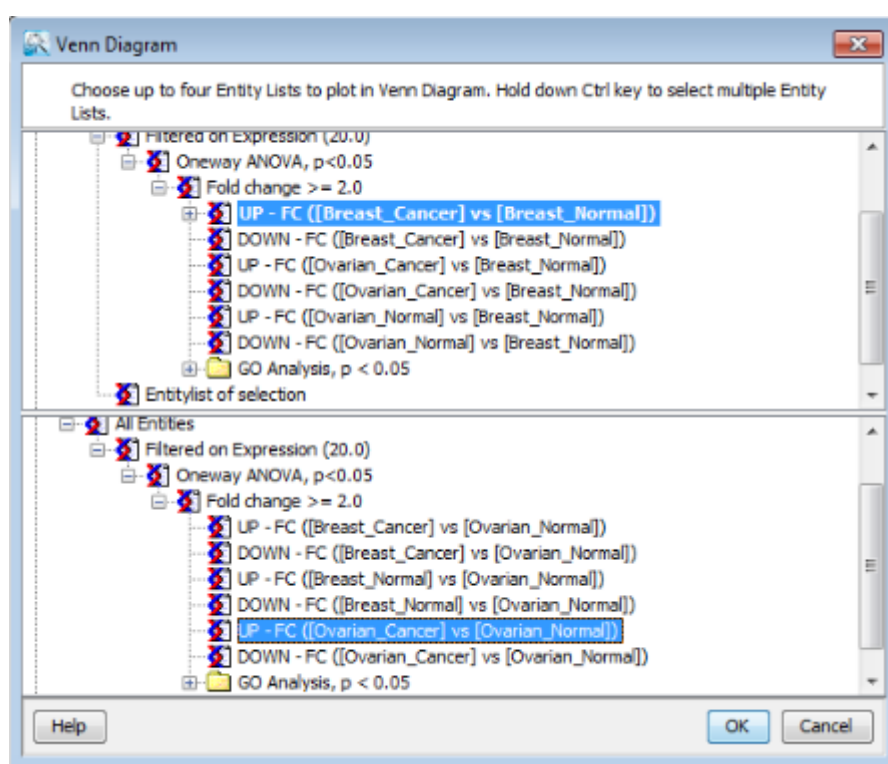 Venn Diagram
Choose up to four Entity Lists to plot in Venn Diagram. Hold down Ctrl key to select multiple Entity
Lists.
Filtered on Expression (20.0)
Oneway ANOVA, p<0.05
Fold change >= 2.0
UP - FC ([Breast_Cancer] vs [Breast_Normal])
DOWN - FC ([Breast_Cancer] vs [Breast_Normal])
UP - FC ([Ovarian_Cancer] vs [Breast_Normal])
DOWN - FC ([Ovarian_Cancer] vs [Breast_Normal])
UP - FC ([Ovarian_Normal] vs [Breast_Normal])
DOWN - FC ([Ovarian_Normal] vs [Breast_Normal])
GO Analysis, p < 0.05
Entitylist of selection
All Entities
Filtered on Expression (20.0)
Oneway ANOVA, p<0.05
Fold change >= 2.0
UP - FC ([Breast_Cancer] vs [Ovarian_Normal])
DOWN - FC ([Breast_Cancer] vs [Ovarian_Normal])
UP - FC ([Breast_Normal] vs [Ovarian_Normal])
DOWN - FC ([Breast_Normal] vs [Ovarian_Normal])
UP - FC ([Ovarian_Cancer] vs [Ovarian_Normal])
DOWN - FC ([Ovarian_Cancer] vs [Ovarian_Normal])
GO Analysis, p < 0.05
Help OK Cancel